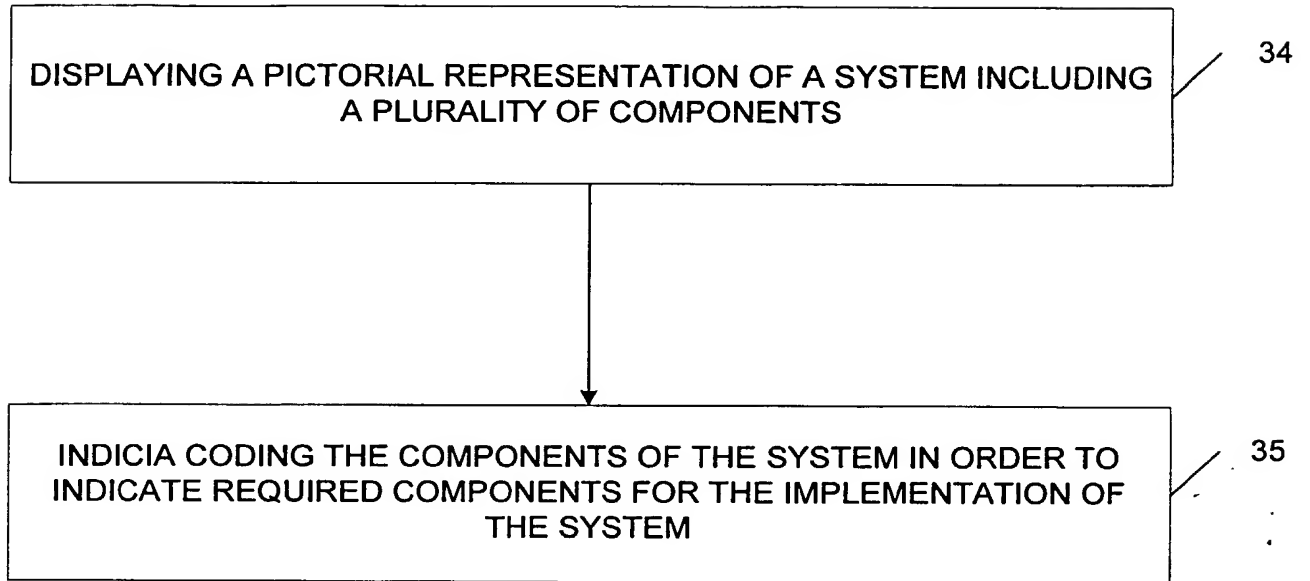 DISPLAYING A PICTORIAL REPRESENTATION OF A SYSTEM INCLUDING
A PLURALITY OF COMPONENTS
34
INDICIA CODING THE COMPONENTS OF THE SYSTEM IN ORDER TO
INDICATE REQUIRED COMPONENTS FOR THE IMPLEMENTATION OF
THE SYSTEM
35